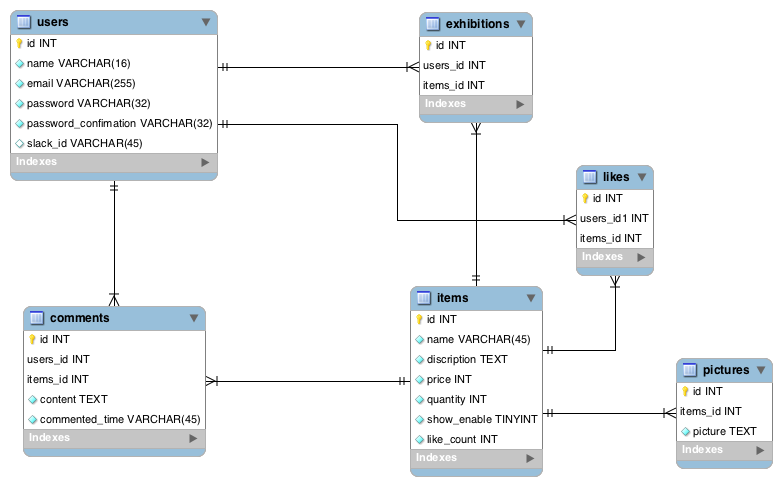 users
id INT
name VARCHAR(16)
email VARCHAR(255)
password VARCHAR(32)
password_confimation VARCHAR(32)
slack_id VARCHAR(45)
Indexes
exhibitions
id INT
users_id INT
items_id INT
Indexes
likes
id INT
users_id1 INT
items_id INT
Indexes
comments
id INT
users_id INT
items_id INT
content TEXT
commented_time VARCHAR(45)
Indexes
items
id INT
name VARCHAR(45)
discription TEXT
price INT
quantity INT
show_enable TINYINT
like_count INT
Indexes
pictures
id INT
items_id INT
picture TEXT
Indexes